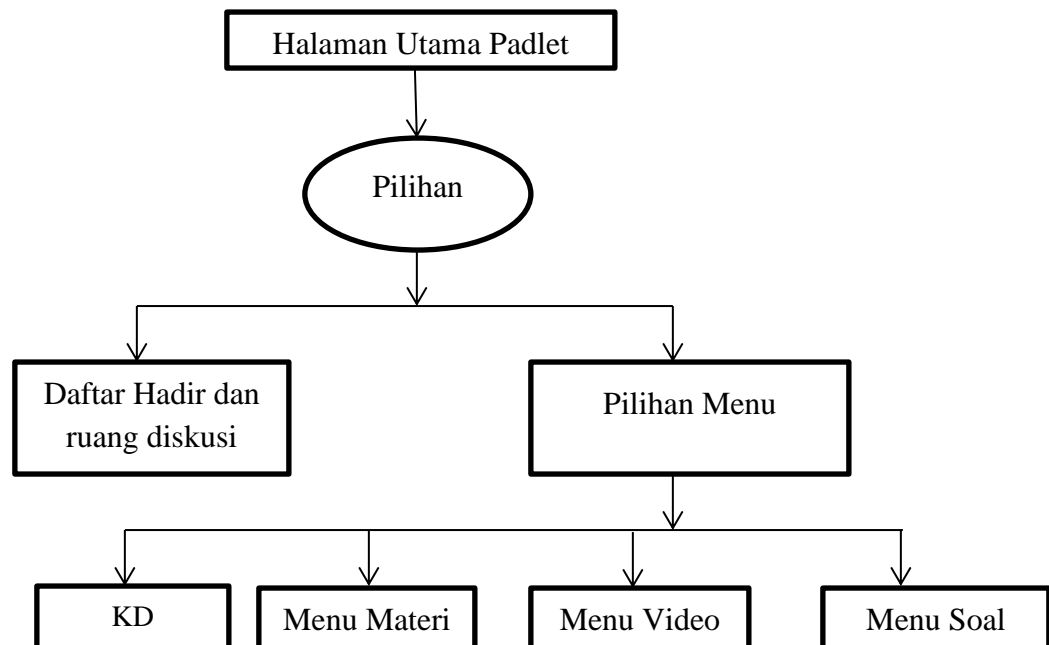 Halaman Utama Padlet
Pilihan
Daftar Hadir dan
ruang diskusi
Pilihan Menu
KD
Menu Materi
Menu Video
Menu Soal